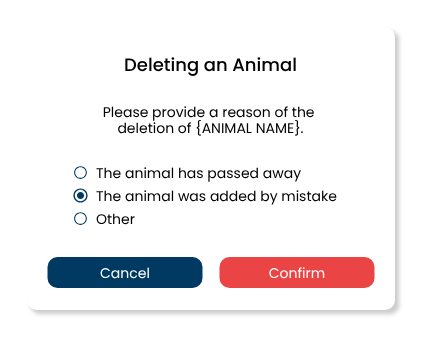 Deleting an Animal
Please provide a reason of the
deletion of {ANIMAL NAME}.
The animal has passed away
The animal was added by mistake
Other
Cancel
Confirm